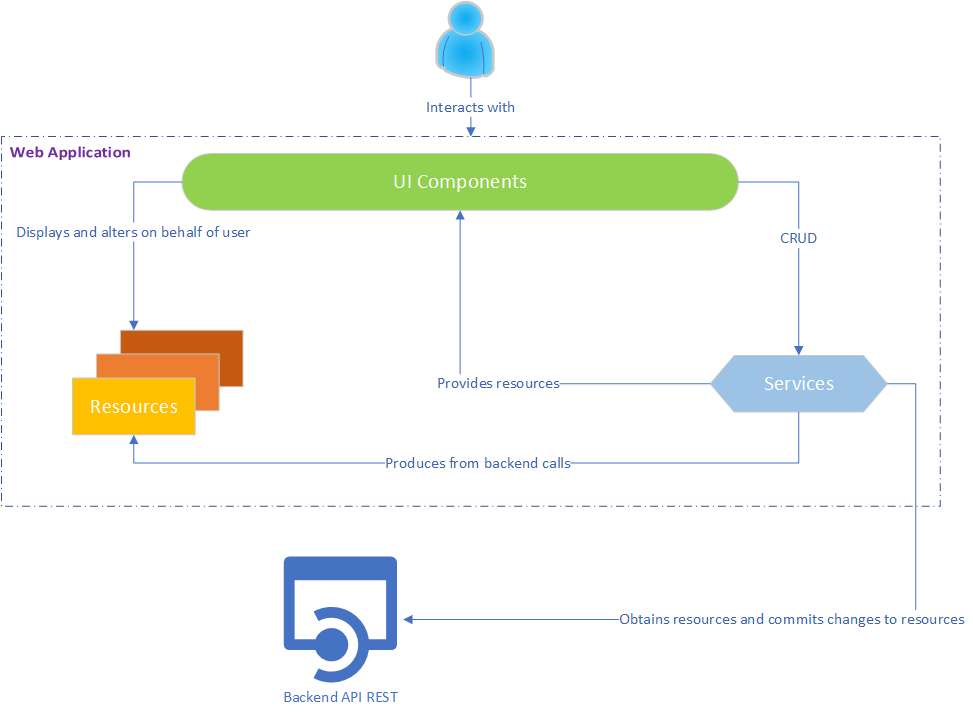 Interacts with
Web Application
UI Components
Displays and alters on behalf of user
CRUD
Provides resources
Services
Resources
Produces from backend calls
Obtains resources and commits changes to resources
Backend API REST